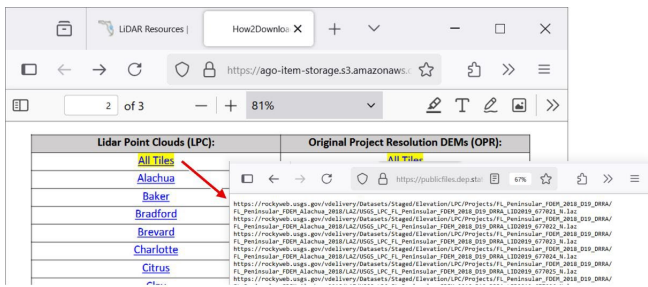 LiDAR Resources |
How2Downloa
https://ago-item-storage.s3.amazonaws.c
2 of 3
81%
Lidar Point Clouds (LPC):
Original Project Resolution DEMs (OPR):
All Tiles
All Tiles
Alachua
Baker
Bradford
Brevard
Charlotte
Citrus
Clay
https://publicfiles.dep.sta
67%
https://rockyweb.usgs.gov/vdelivery/Datasets/Staged/Elevation/LPC/Projects/FL_Peninsular_FDEM_2018_D19_DRRA/
FL_Peninsular_FDEM_Alachua_2018/LAZ/USGS_LPC_FL_Peninsular_FDEM_2018_D19_DRRA_LID2019_677021_N.laz
https://rockyweb.usgs.gov/vdelivery/Datasets/Staged/Elevation/LPC/Projects/FL_Peninsular_FDEM_2018_D19_DRRA/
FL_Peninsular_FDEM_Alachua_2018/LAZ/USGS_LPC_FL_Peninsular_FDEM_2018_D19_DRRA_LID2019_677022_N.laz
https://rockyweb.usgs.gov/vdelivery/Datasets/Staged/Elevation/LPC/Projects/FL_Peninsular_FDEM_2018_D19_DRRA/
FL_Peninsular_FDEM_Alachua_2018/LAZ/USGS_LPC_FL_Peninsular_FDEM_2018_D19_DRRA_LID2019_677023_N.laz
https://rockyweb.usgs.gov/vdelivery/Datasets/Staged/Elevation/LPC/Projects/FL_Peninsular_FDEM_2018_D19_DRRA/
FL_Peninsular_FDEM_Alachua_2018/LAZ/USGS_LPC_FL_Peninsular_FDEM_2018_D19_DRRA_LID2019_677024_N.laz
https://rockyweb.usgs.gov/vdelivery/Datasets/Staged/Elevation/LPC/Projects/FL_Peninsular_FDEM_2018_D19_DRRA/
FL_Peninsular_FDEM_Alachua_2018/LAZ/USGS_LPC_FL_Peninsular_FDEM_2018_D19_DRRA_LID2019_677025_N.laz
https://rockyweb.usgs.gov/vdelivery/Datasets/Staged/Elevation/LPC/Projects/FL_Peninsular_FDEM_2018_D19_DRRA/